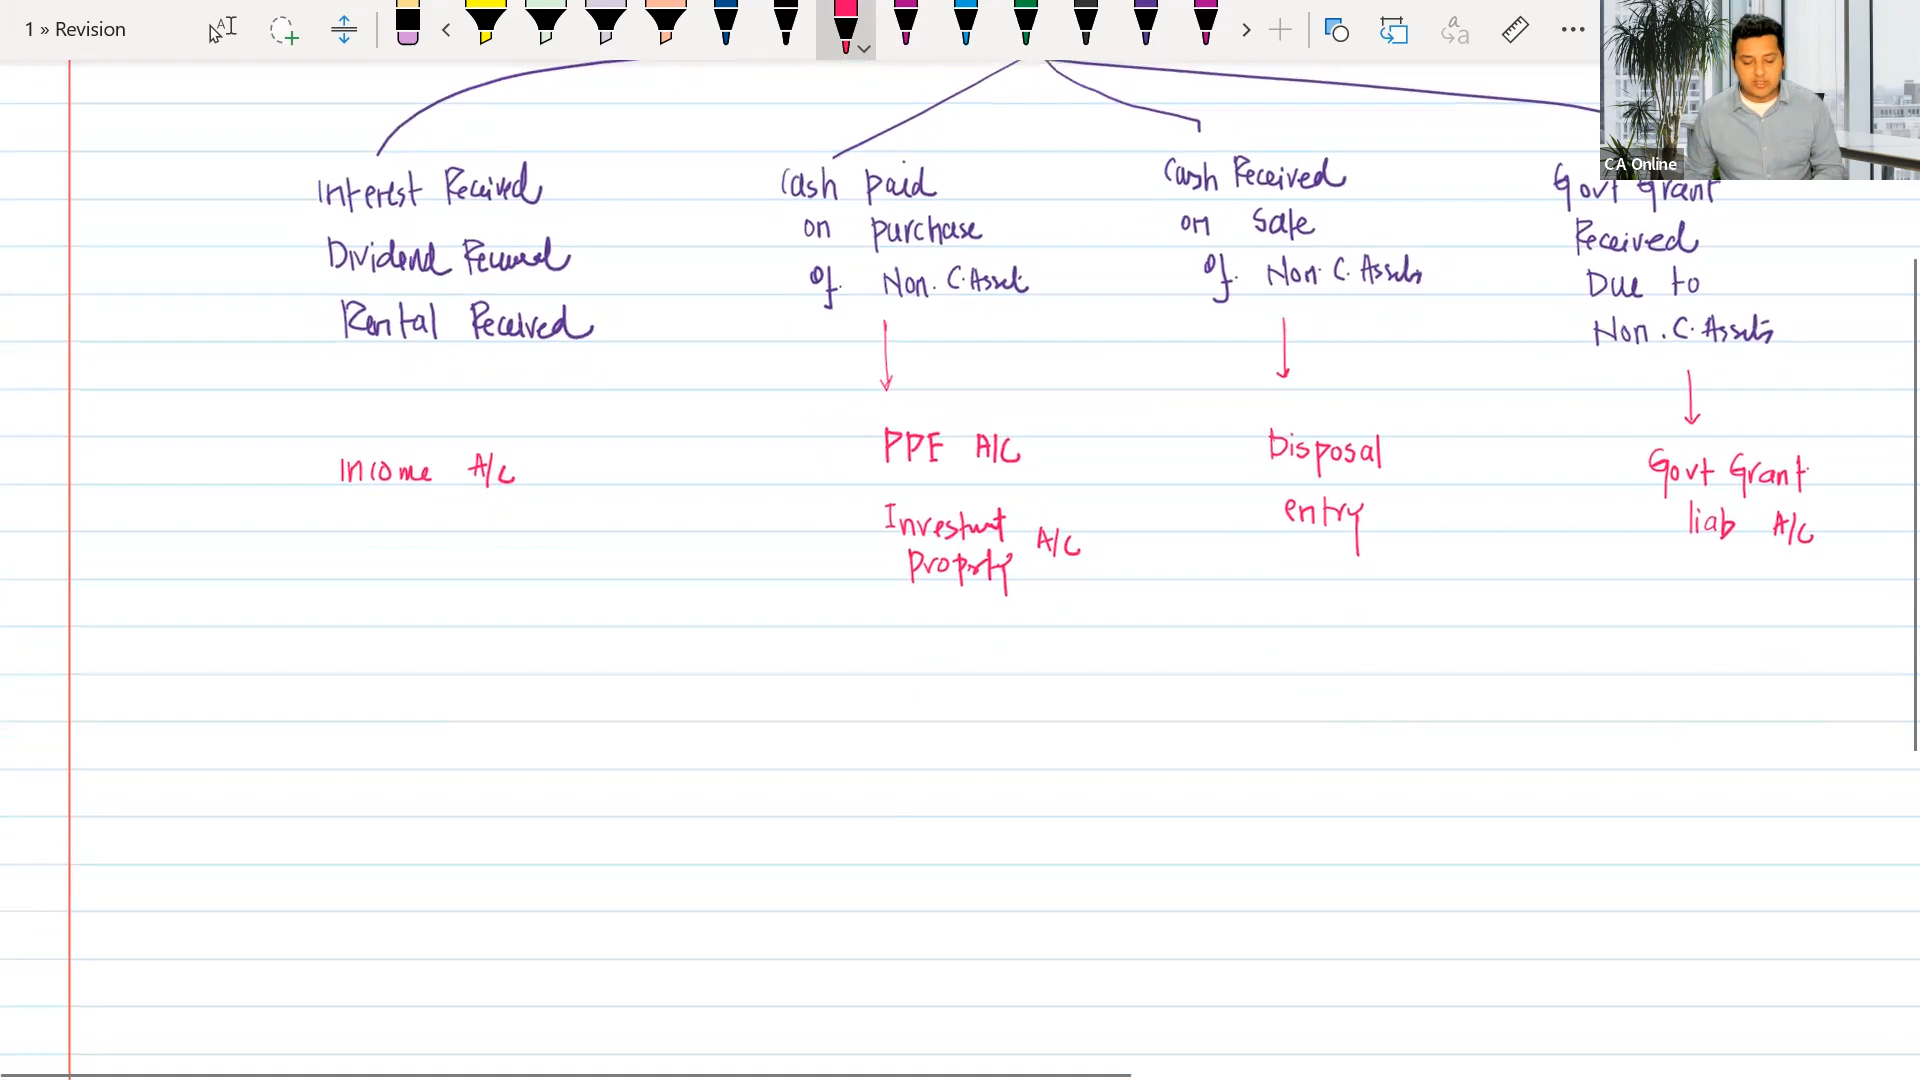 1 » Revision
CA Online
Interest Received
Dividend Received
Rental Received
Income A/C
Cash paid
on purchase
of Non. C. Asset
PPE A/C
Investment
Property A/C
Cash Received
on Sale
of Non. C. Assets
Disposal
entry
Govt Grant
Received
Due to
Non. C. Assets
Govt Grant
liab A/C